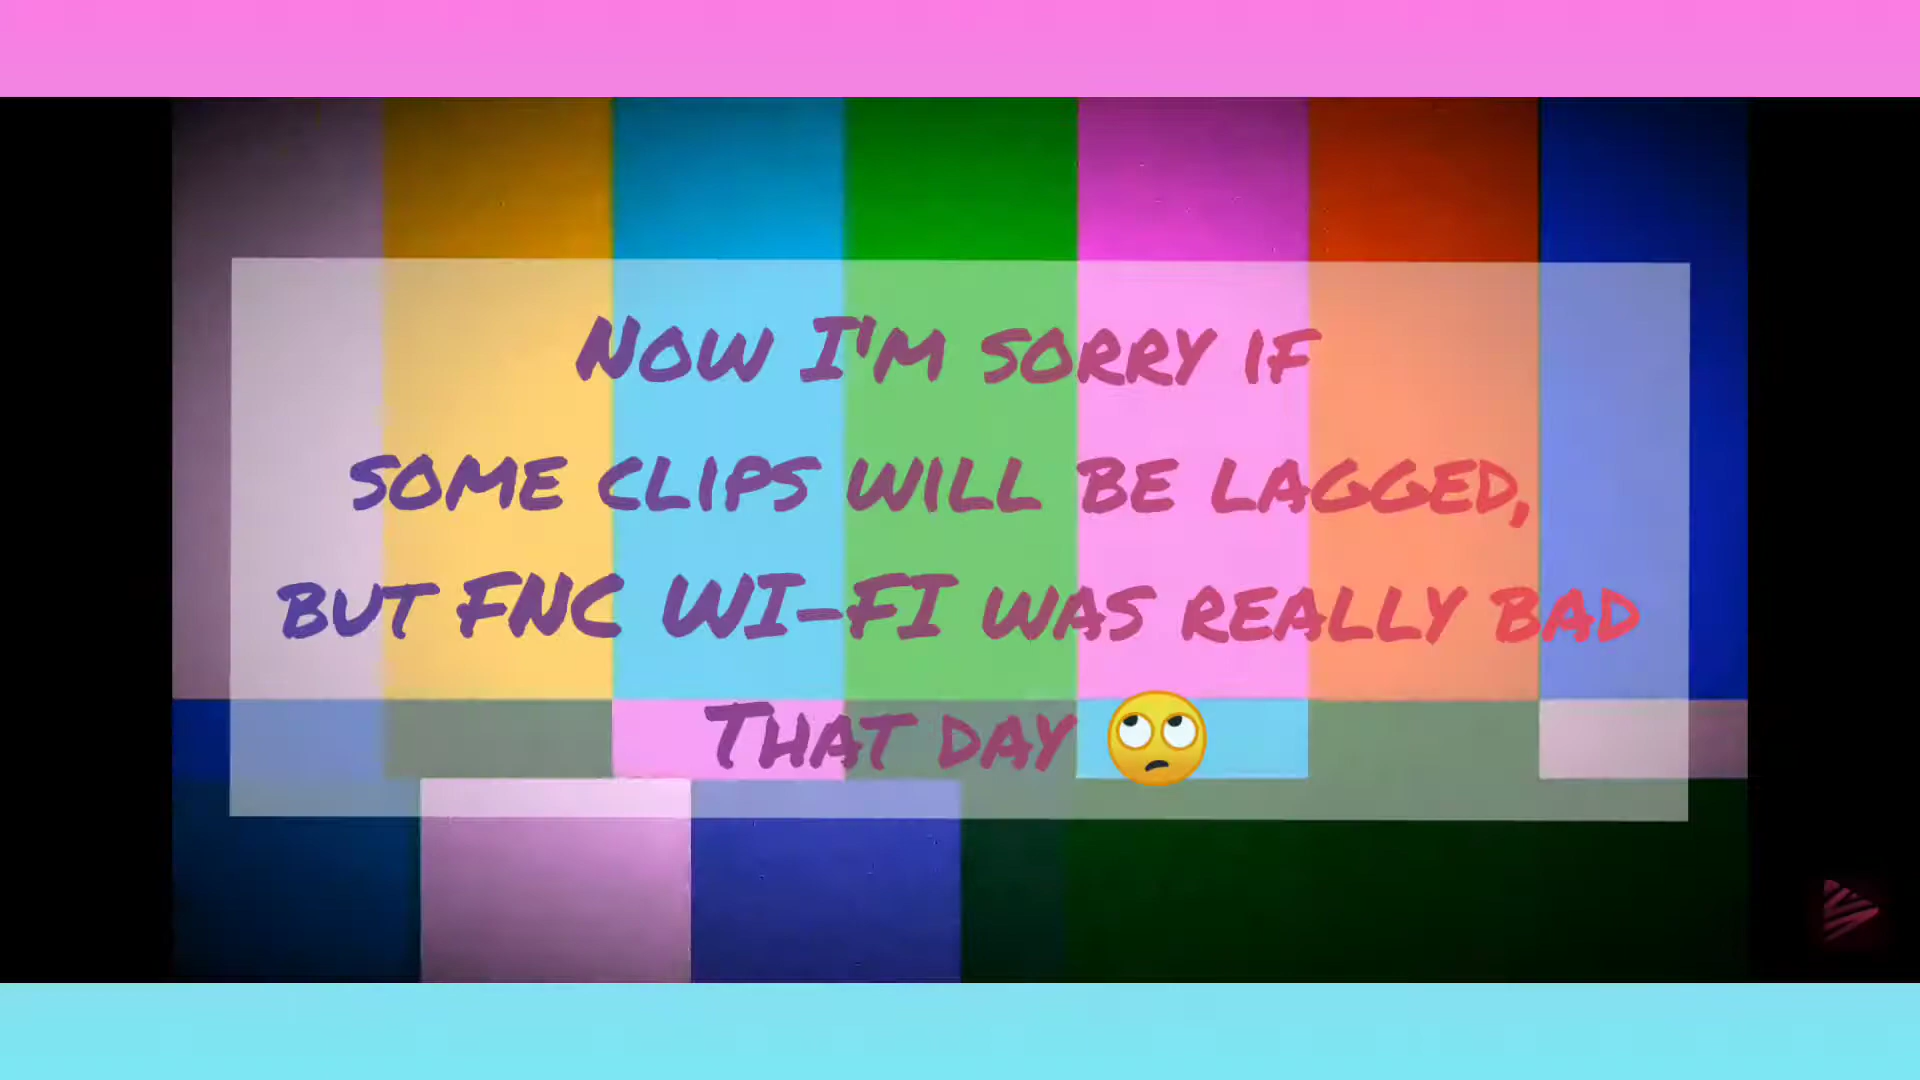 Now I'm sorry if
some clips will be lagged,
but FNC WI-FI was really bad
That day 🙄